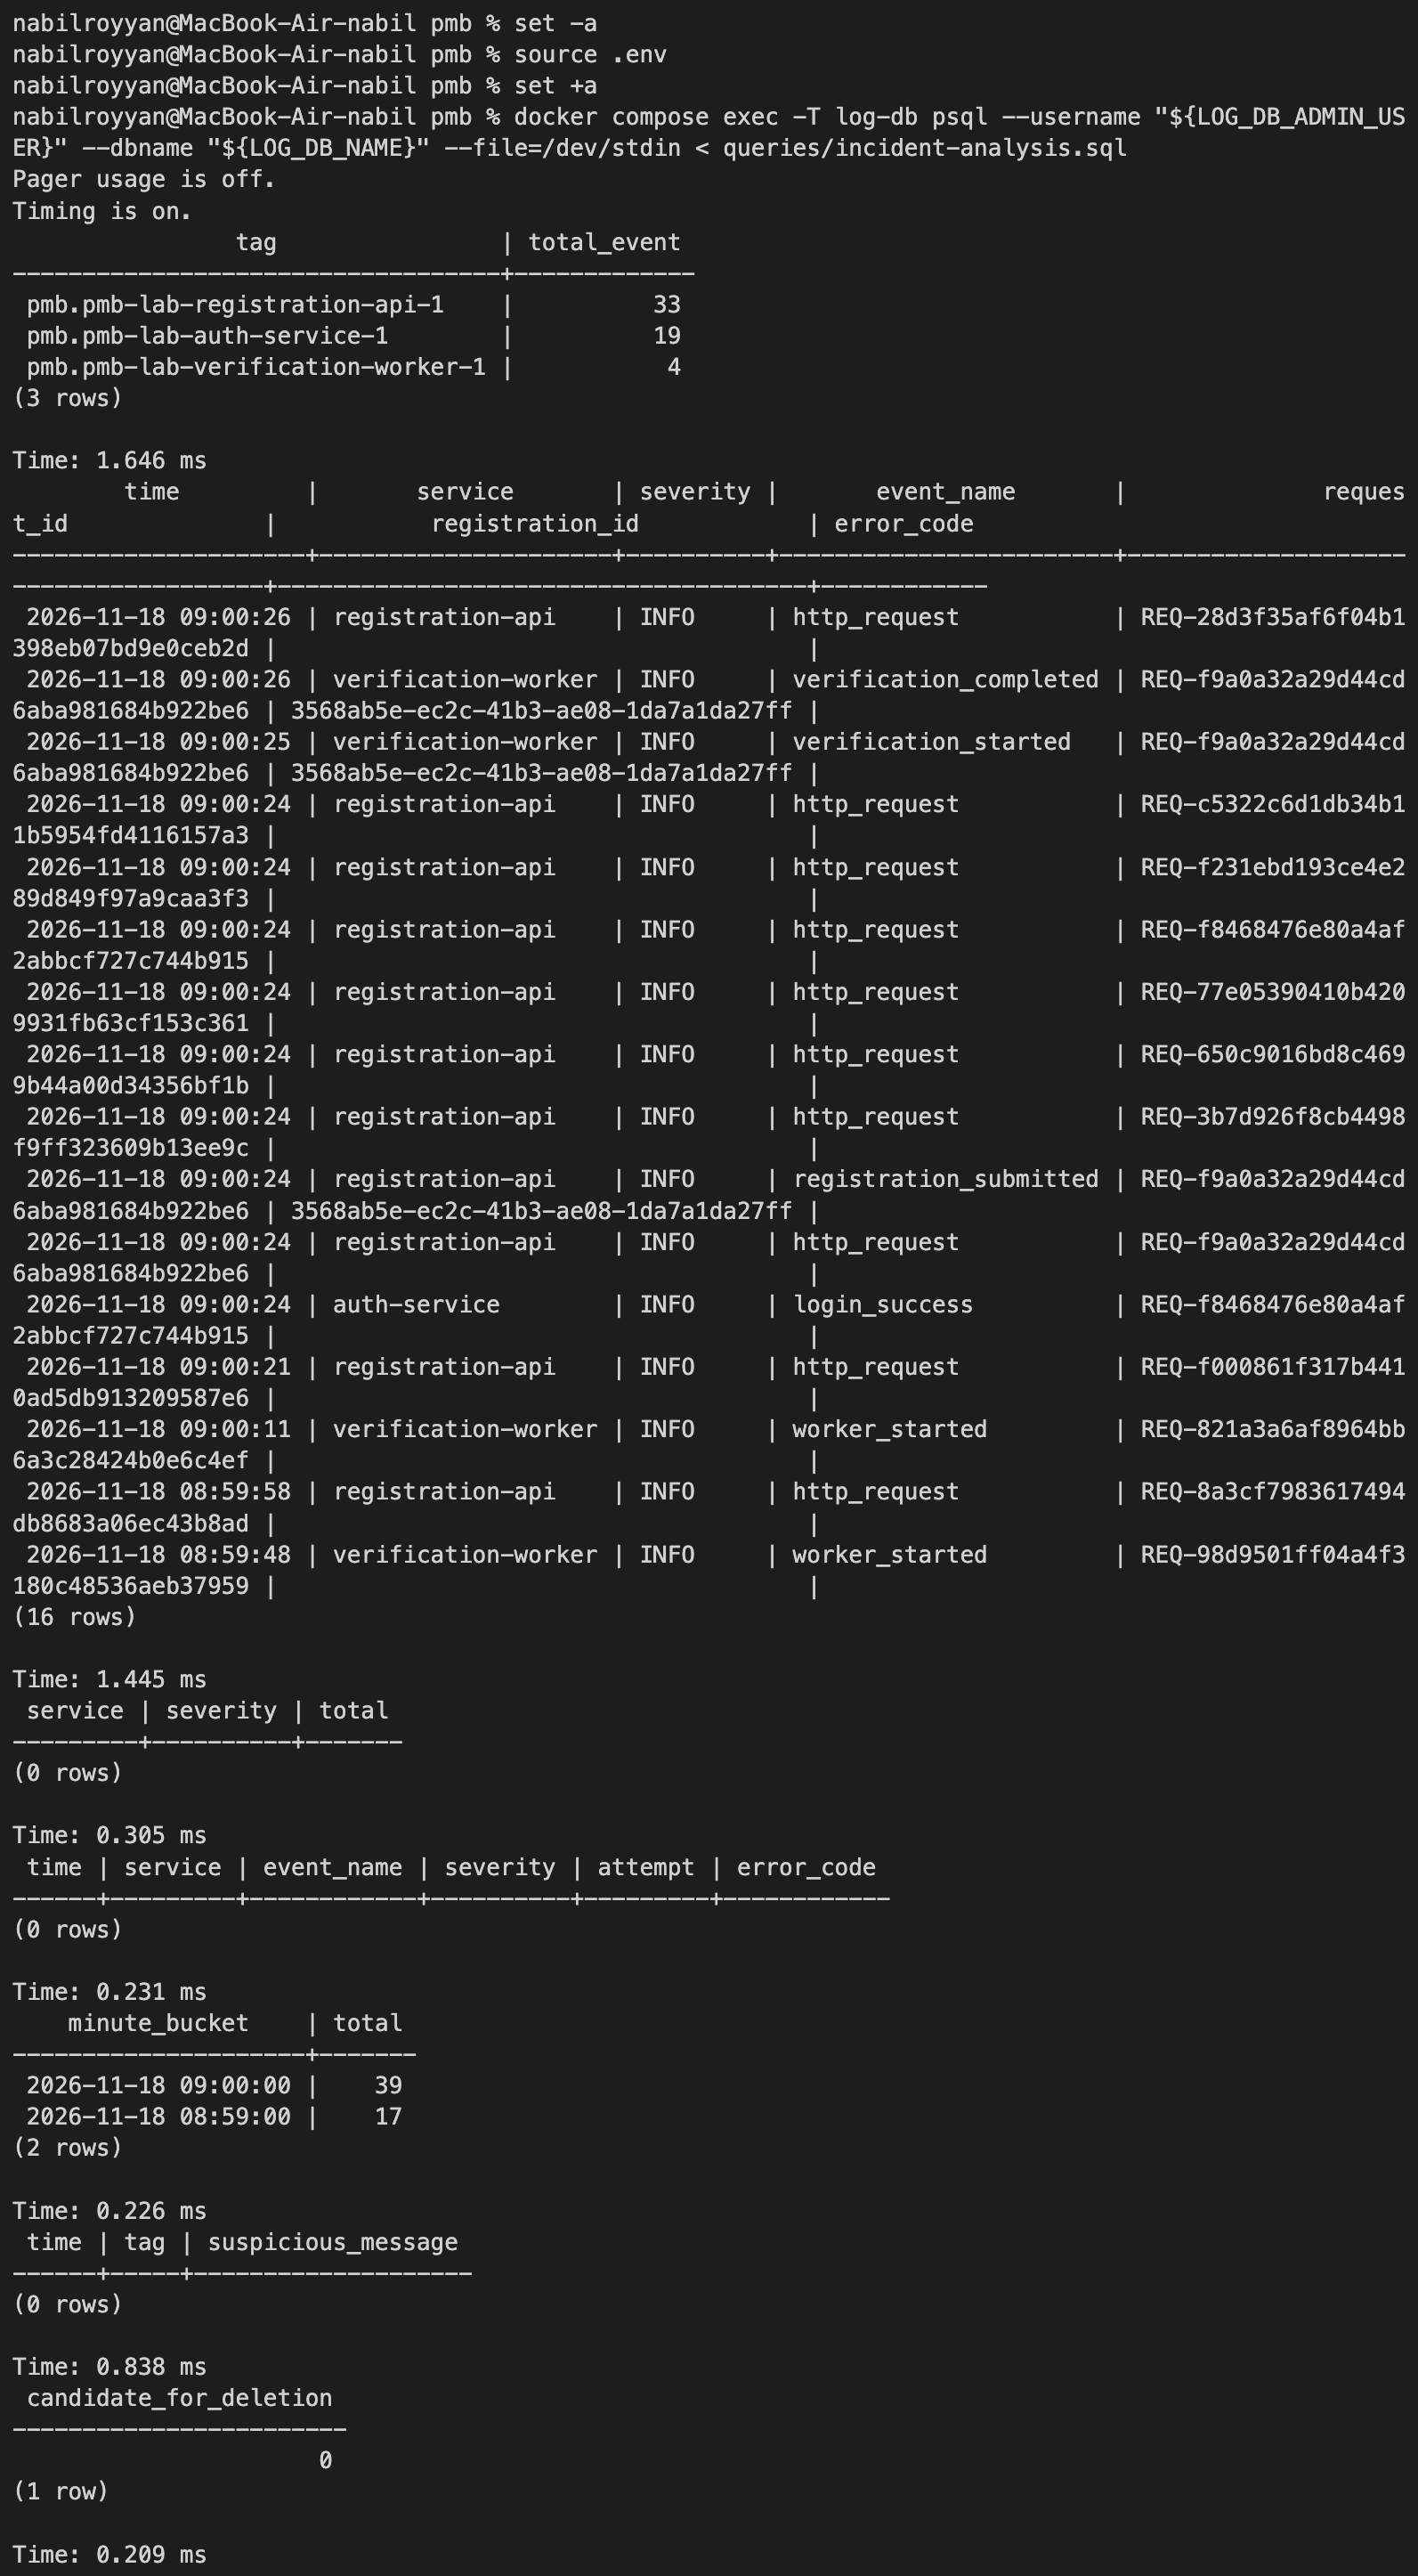 nabilroyyan@MacBook-Air-nabil pmb % set -a
nabilroyyan@MacBook-Air-nabil pmb % source .env
nabilroyyan@MacBook-Air-nabil pmb % set +a
nabilroyyan@MacBook-Air-nabil pmb % docker compose exec -T log-db psql --username "${LOG_DB_ADMIN_US
ER}" --dbname "${LOG_DB_NAME}" --file=/dev/stdin < queries/incident-analysis.sql
Pager usage is off.
Timing is on.
                tag                | total_event
-----------------------------------+-------------
 pmb.pmb-lab-registration-api-1    |          33
 pmb.pmb-lab-auth-service-1        |          19
 pmb.pmb-lab-verification-worker-1 |           4
(3 rows)

Time: 1.646 ms
        time         |       service       | severity |       event_name       |              reques
t_id               |           registration_id            | error_code
---------------------+---------------------+----------+------------------------+--------------------
-------------------+--------------------------------------+------------
 2026-11-18 09:00:26 | registration-api    | INFO     | http_request           | REQ-28d3f35af6f04b1
398eb07bd9e0ceb2d |                                      |
 2026-11-18 09:00:26 | verification-worker | INFO     | verification_completed | REQ-f9a0a32a29d44cd
6aba981684b922be6 | 3568ab5e-ec2c-41b3-ae08-1da7a1da27ff |
 2026-11-18 09:00:25 | verification-worker | INFO     | verification_started   | REQ-f9a0a32a29d44cd
6aba981684b922be6 | 3568ab5e-ec2c-41b3-ae08-1da7a1da27ff |
 2026-11-18 09:00:24 | registration-api    | INFO     | http_request           | REQ-c5322c6d1db34b1
1b5954fd4116157a3 |                                      |
 2026-11-18 09:00:24 | registration-api    | INFO     | http_request           | REQ-f231ebd193ce4e2
89d849f97a9caa3f3 |                                      |
 2026-11-18 09:00:24 | registration-api    | INFO     | http_request           | REQ-f8468476e80a4af
2abbcf727c744b915 |                                      |
 2026-11-18 09:00:24 | registration-api    | INFO     | http_request           | REQ-77e05390410b420
9931fb63cf153c361 |                                      |
 2026-11-18 09:00:24 | registration-api    | INFO     | http_request           | REQ-650c9016bd8c469
9b44a00d34356bf1b |                                      |
 2026-11-18 09:00:24 | registration-api    | INFO     | http_request           | REQ-3b7d926f8cb4498
f9ff323609b13ee9c |                                      |
 2026-11-18 09:00:24 | registration-api    | INFO     | registration_submitted | REQ-f9a0a32a29d44cd
6aba981684b922be6 | 3568ab5e-ec2c-41b3-ae08-1da7a1da27ff |
 2026-11-18 09:00:24 | registration-api    | INFO     | http_request           | REQ-f9a0a32a29d44cd
6aba981684b922be6 |                                      |
 2026-11-18 09:00:24 | auth-service        | INFO     | login_success          | REQ-f8468476e80a4af
2abbcf727c744b915 |                                      |
 2026-11-18 09:00:21 | registration-api    | INFO     | http_request           | REQ-f000861f317b441
0ad5db913209587e6 |                                      |
 2026-11-18 09:00:11 | verification-worker | INFO     | worker_started         | REQ-821a3a6af8964bb
6a3c28424b0e6c4ef |                                      |
 2026-11-18 08:59:58 | registration-api    | INFO     | http_request           | REQ-8a3cf7983617494
db8683a06ec43b8ad |                                      |
 2026-11-18 08:59:48 | verification-worker | INFO     | worker_started         | REQ-98d9501ff04a4f3
180c48536aeb37959 |                                      |
(16 rows)

Time: 1.445 ms
 service | severity | total
---------+----------+-------
(0 rows)

Time: 0.305 ms
 time | service | event_name | severity | attempt | error_code
------+---------+------------+----------+---------+------------
(0 rows)

Time: 0.231 ms
    minute_bucket    | total
---------------------+-------
 2026-11-18 09:00:00 |    39
 2026-11-18 08:59:00 |    17
(2 rows)

Time: 0.226 ms
 time | tag | suspicious_message
------+-----+--------------------
(0 rows)

Time: 0.838 ms
 candidate_for_deletion
------------------------
                      0
(1 row)

Time: 0.209 ms